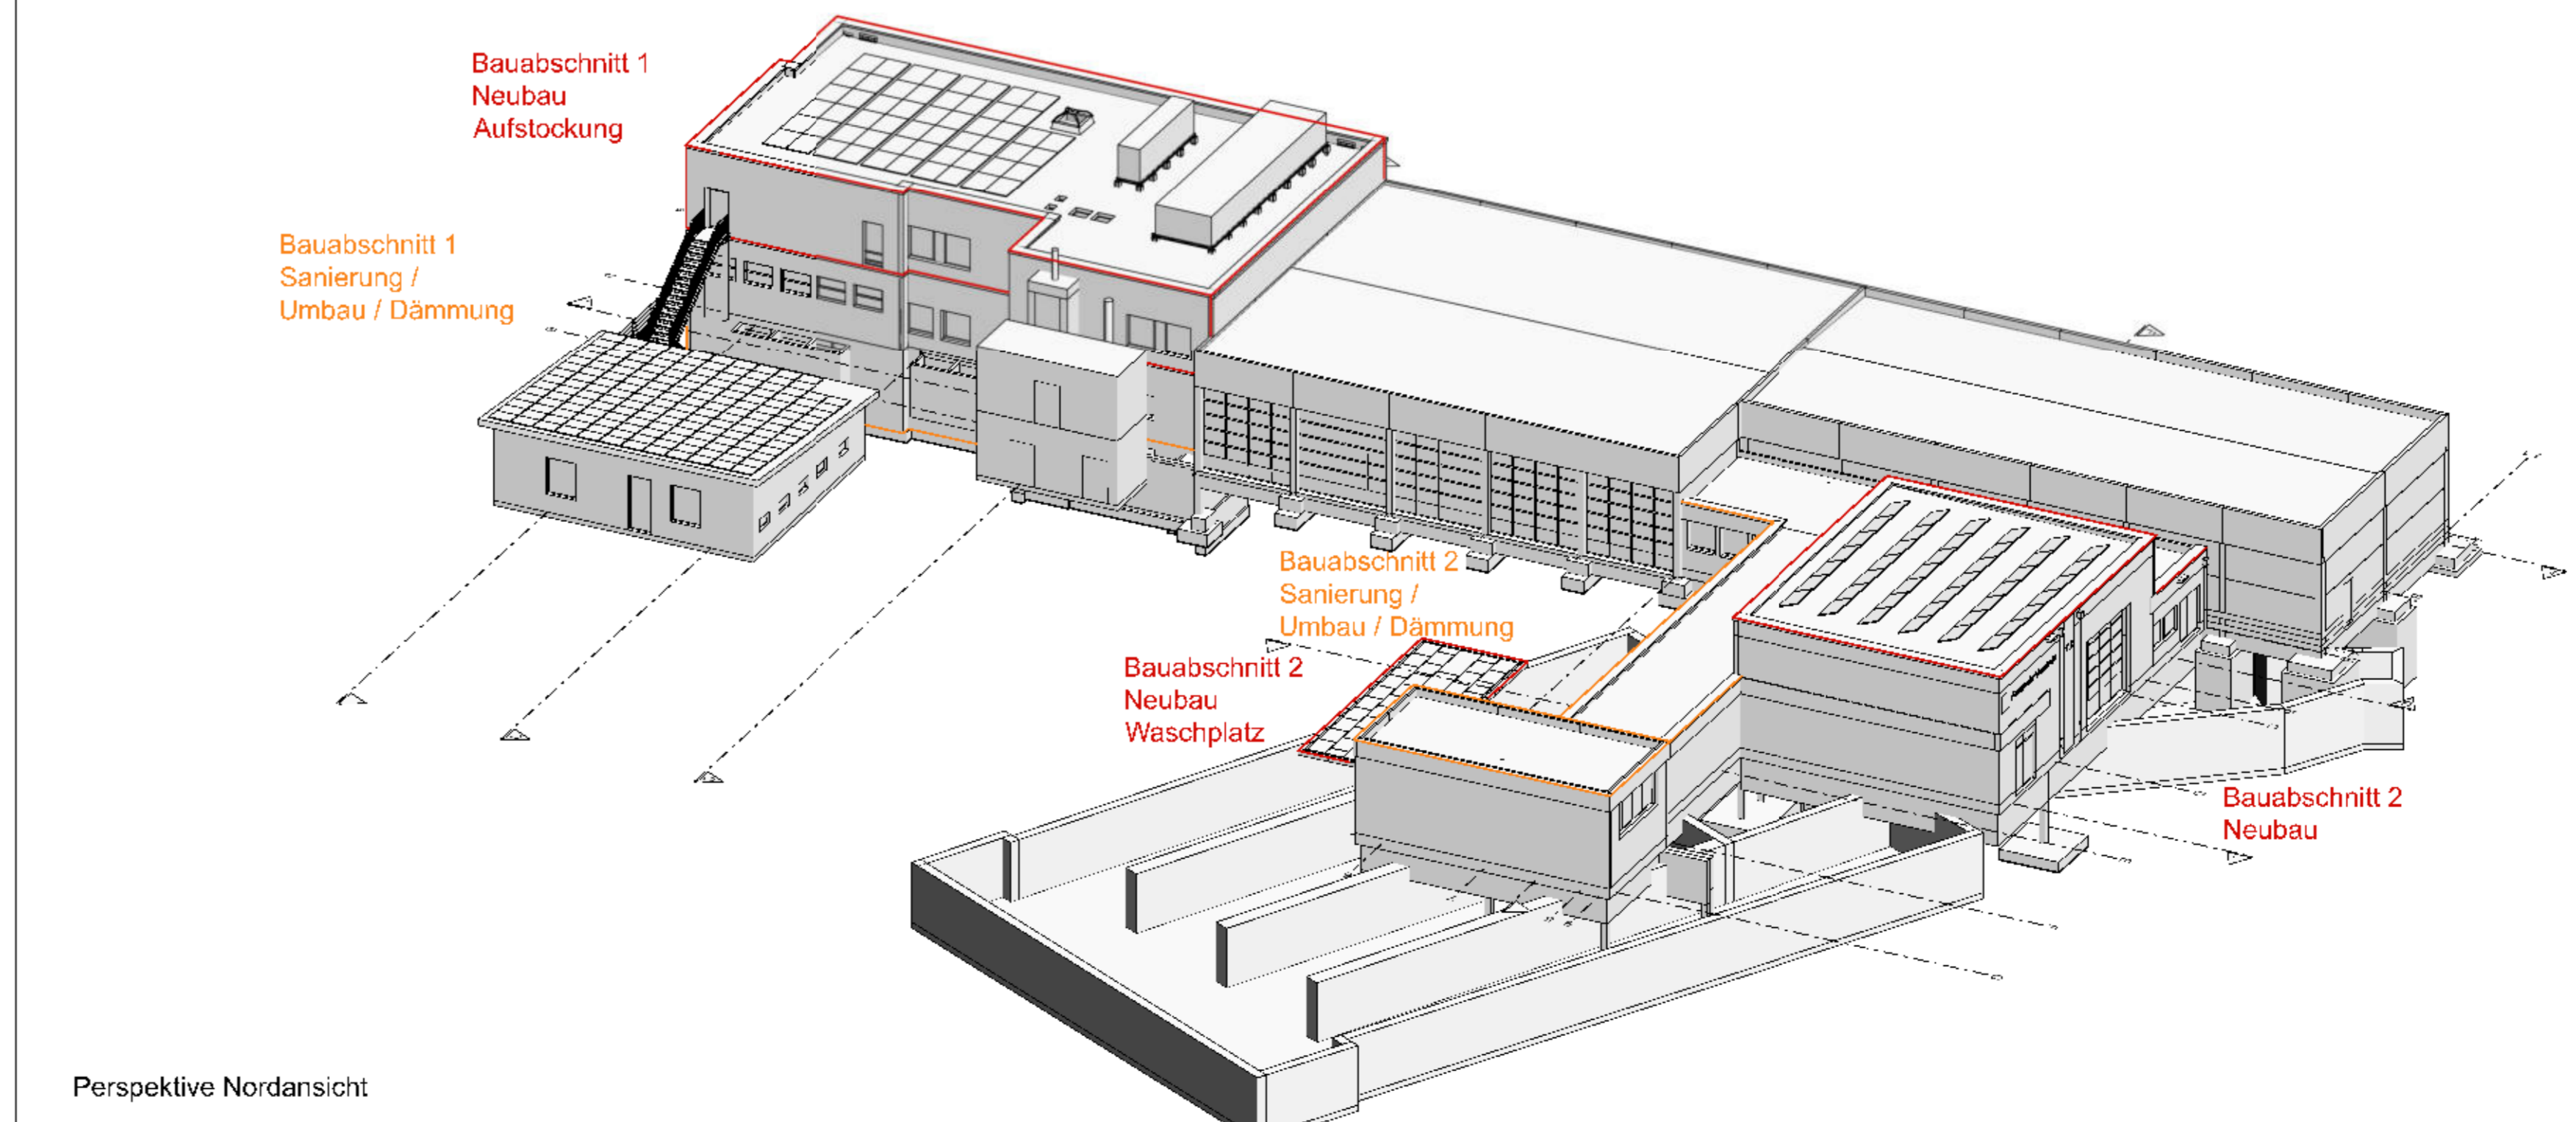 Bauabschnitt 1
Neubau
Aufstockung
Bauabschnitt 1
Sanierung /
Umbau / Dämmung
Bauabschnitt 2
Sanierung /
Umbau / Dämmung
Bauabschnitt 2
Neubau
Waschplatz
Bauabschnitt 2
Neubau
Perspektive Nordansicht